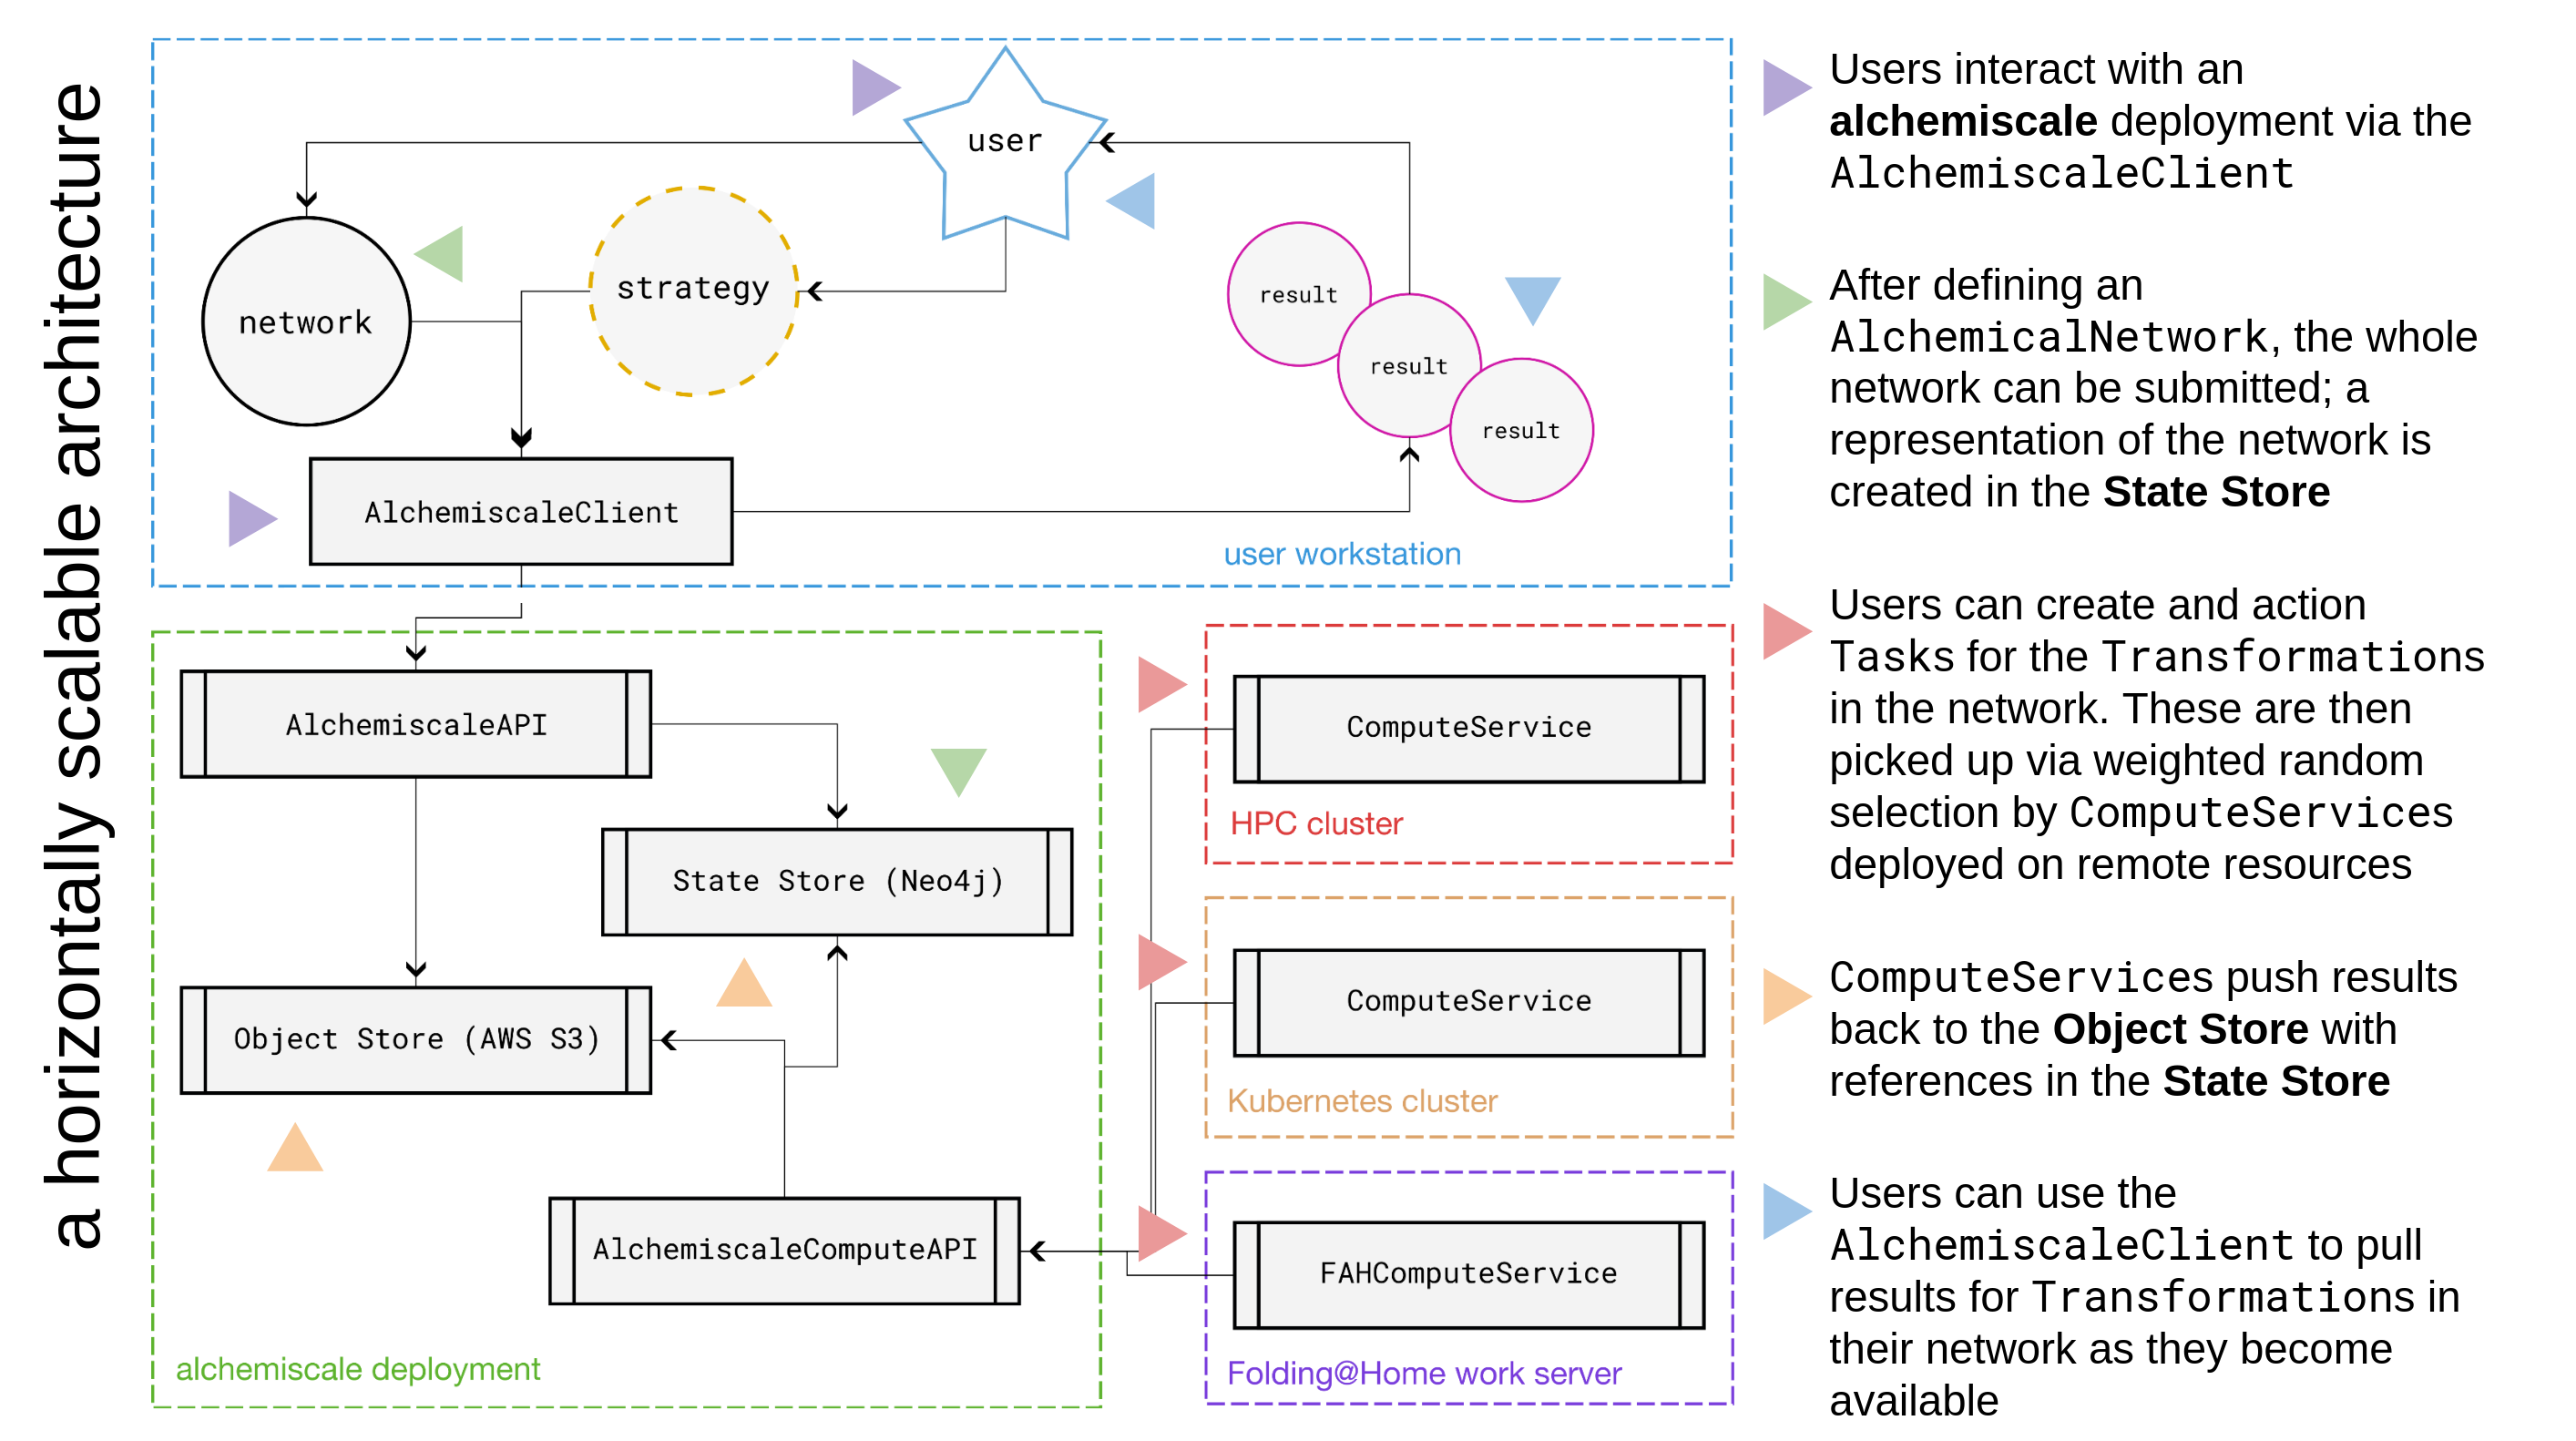 a horizontally scalable architecture
user
network
strategy
result
result
result
AlchemiscaleClient
user workstation
AlchemiscaleAPI
State Store (Neo4j)
Object Store (AWS S3)
AlchemiscaleComputeAPI
alchemiscale deployment
ComputeService
HPC cluster
ComputeService
Kubernetes cluster
FAHComputeService
Folding@Home work server
Users interact with an
alchemiscale deployment via the
AlchemiscaleClient
After defining an
AlchemicalNetwork, the whole
network can be submitted; a
representation of the network is
created in the State Store
Users can create and action
Tasks for the Transformations
in the network. These are then
picked up via weighted random
selection by ComputeServices
deployed on remote resources
ComputeServices push results
back to the Object Store with
references in the State Store
Users can use the
AlchemiscaleClient to pull
results for Transformations in
their network as they become
available